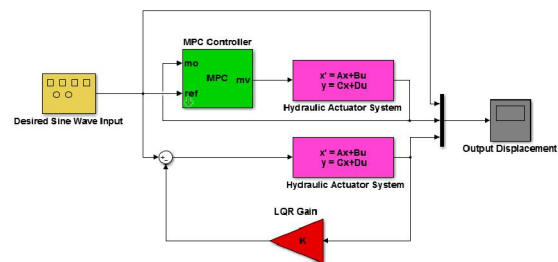 MPC Controller
mo
MPC
mv
ref
x' = Ax+Bu
y = Cx+Du
Hydraulic Actuator System
Desired Sine Wave Input
Output Displacement
x' = Ax+Bu
y = Cx+Du
Hydraulic Actuator System
LQR Gain
K